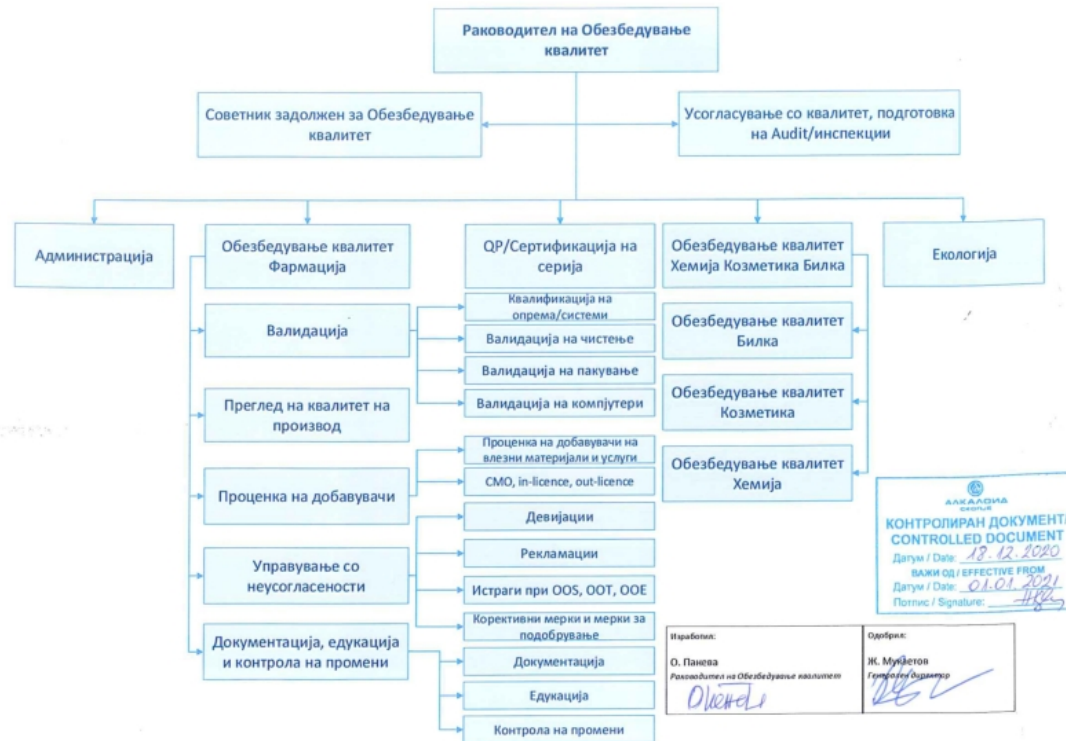 Раководител на Обезбедување
квалитет
Советник задолжен за Обезбедување
квалитет
Усогласување со квалитет, подготовка
на Audit/инспекции
Администрација
Обезбедување квалитет
Фармација
QP/Сертификација на
серија
Обезбедување квалитет
Хемија Козметика Билка
Екологија
Валидација
Квалификација на
опрема/системи
Валидација на чистење
Валидација на пакување
Валидација на компјутери
Обезбедување квалитет
Билка
Преглед на квалитет на
производ
Обезбедување квалитет
Козметика
Проценка на добавувачи
Проценка на добавувачи на
влезни материјали и услуги
CMO, in-licence, out-licence
Обезбедување квалитет
Хемија
Управување со
неусогласености
Девијации
Рекламации
Истраги при OOS, OOT, OOE
Корективни мерки и мерки за
подобрување
Документација, едукација
и контрола на промени
Документација
Едукација
Контрола на промени
АЛКАЛОИД
СКОПЈЕ
КОНТРОЛИРАН ДОКУМЕНТ
CONTROLLED DOCUMENT
Датум / Date: 18.12.2020
ВАЖИ ОД / EFFECTIVE FROM
Датум / Date: 01.01.2021
Потпис / Signature:
Изработил:
О. Панева
Раководител на Обезбедување квалитет
Одобрил:
Ж. Мукаетов
Генерален директор